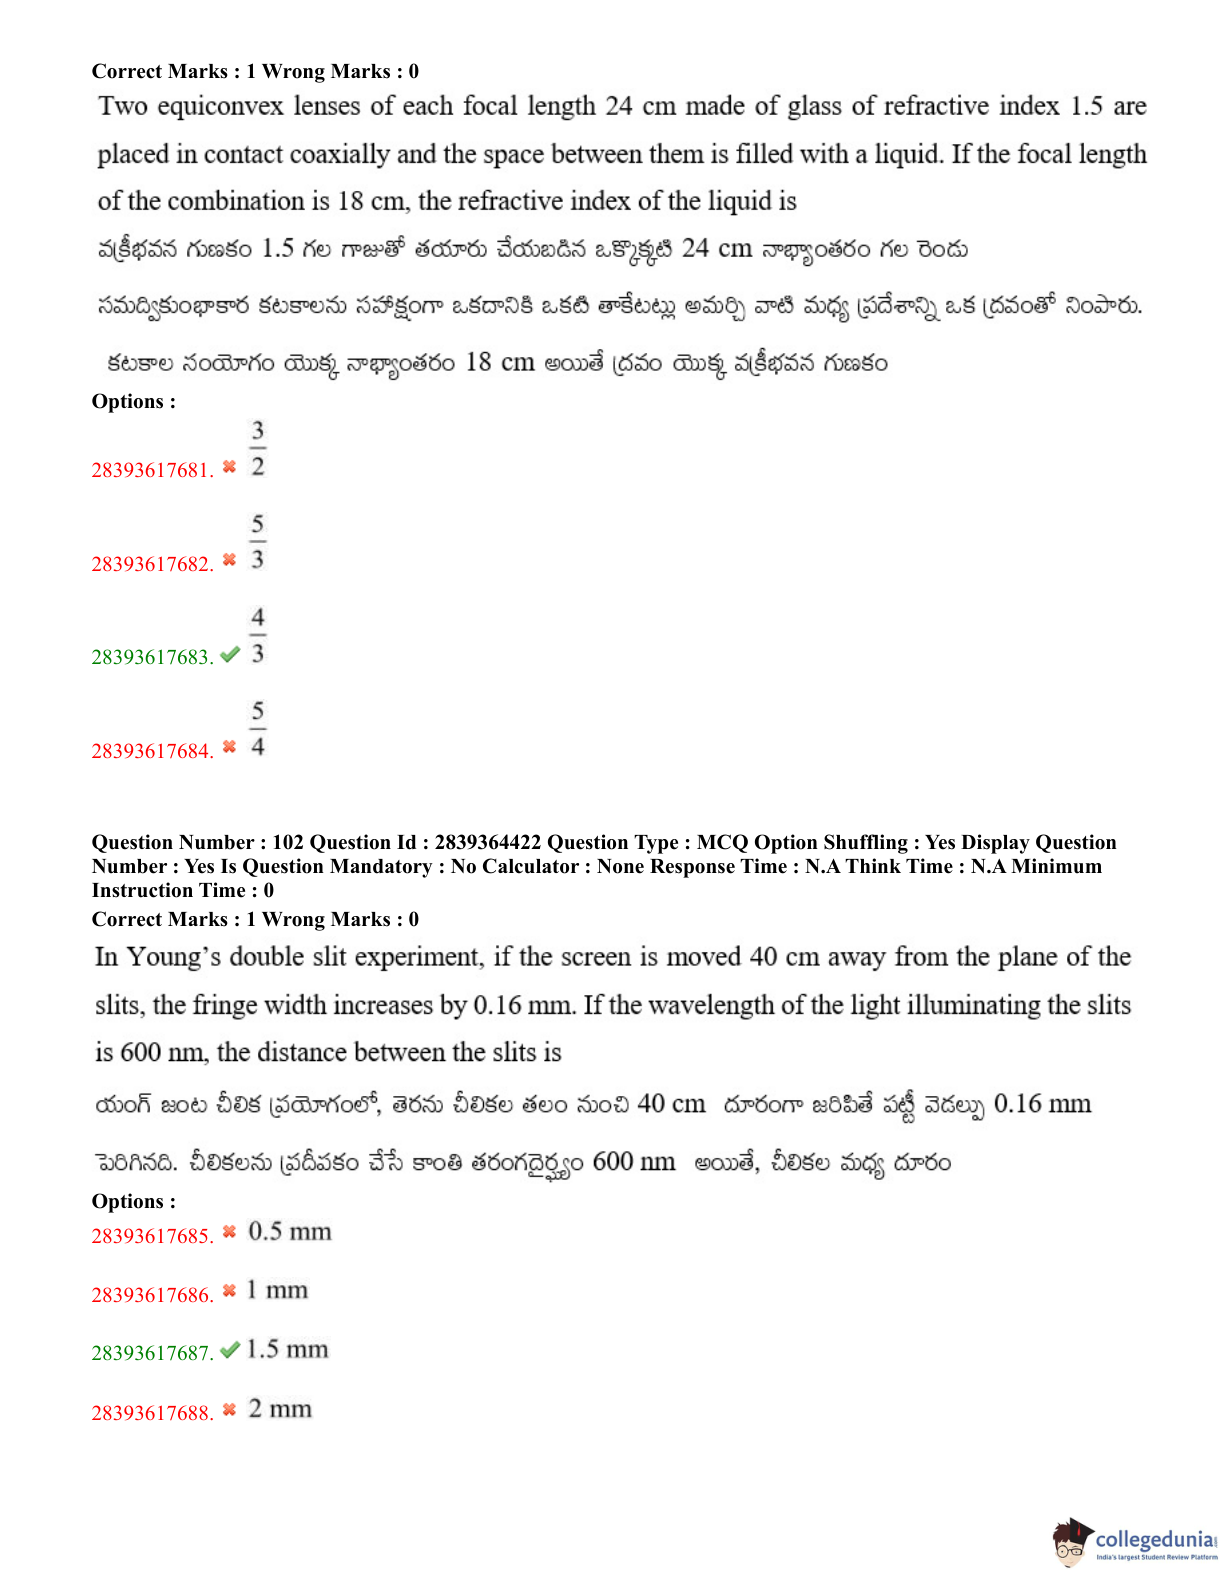 Correct Marks : 1 Wrong Marks : 0
Two equiconvex lenses of each focal length 24 cm made of glass of refractive index 1.5 are
placed in contact coaxially and the space between them is filled with a liquid. If the focal length
of the combination is 18 cm, the refractive index of the liquid is
వక్రీభవన గుణకం 1.5 గల గాజుతో తయారు చేయబడిన ఒక్కొక్కటి 24 cm నాభ్యాంతరం గల రెండు
సమద్వికుంభాకార కటకాలను సహాక్షంగా ఒకదానికి ఒకటి తాకేటట్లు అమర్చి వాటి మధ్య ప్రదేశాన్ని ఒక ద్రవంతో నింపారు.
కటకాల సంయోగం యొక్క నాభ్యాంతరం 18 cm అయితే ద్రవం యొక్క వక్రీభవన గుణకం
Options :
28393617681. 3/2
28393617682. 5/3
28393617683. 4/3
28393617684. 5/4
Question Number : 102 Question Id : 2839364422 Question Type : MCQ Option Shuffling : Yes Display Question
Number : Yes Is Question Mandatory : No Calculator : None Response Time : N.A Think Time : N.A Minimum
Instruction Time : 0
Correct Marks : 1 Wrong Marks : 0
In Young's double slit experiment, if the screen is moved 40 cm away from the plane of the
slits, the fringe width increases by 0.16 mm. If the wavelength of the light illuminating the slits
is 600 nm, the distance between the slits is
యంగ్ జంట చీలిక ప్రయోగంలో, తెరను చీలికల తలం నుంచి 40 cm దూరంగా జరిపితే పట్టీ వెడల్పు 0.16 mm
పెరిగినది. చీలికలను ప్రదీపకం చేసే కాంతి తరంగదైర్ఘ్యం 600 nm అయితే, చీలికల మధ్య దూరం
Options :
28393617685. 0.5 mm
28393617686. 1 mm
28393617687. 1.5 mm
28393617688. 2 mm
collegedunia
India's largest Student Review Platform